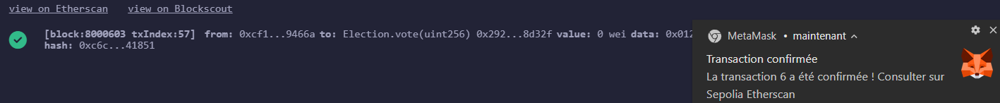 view on Etherscan view on Blockscout
[block:8000603 txIndex:57] from: 0xcf1...9466a to: Election.vote(uint256) 0x292...8d32f value: 0 wei data: 0x012
hash: 0xc6c...41851
MetaMask • maintenant
Transaction confirmée
La transaction 6 a été confirmée ! Consulter sur
Sepolia Etherscan